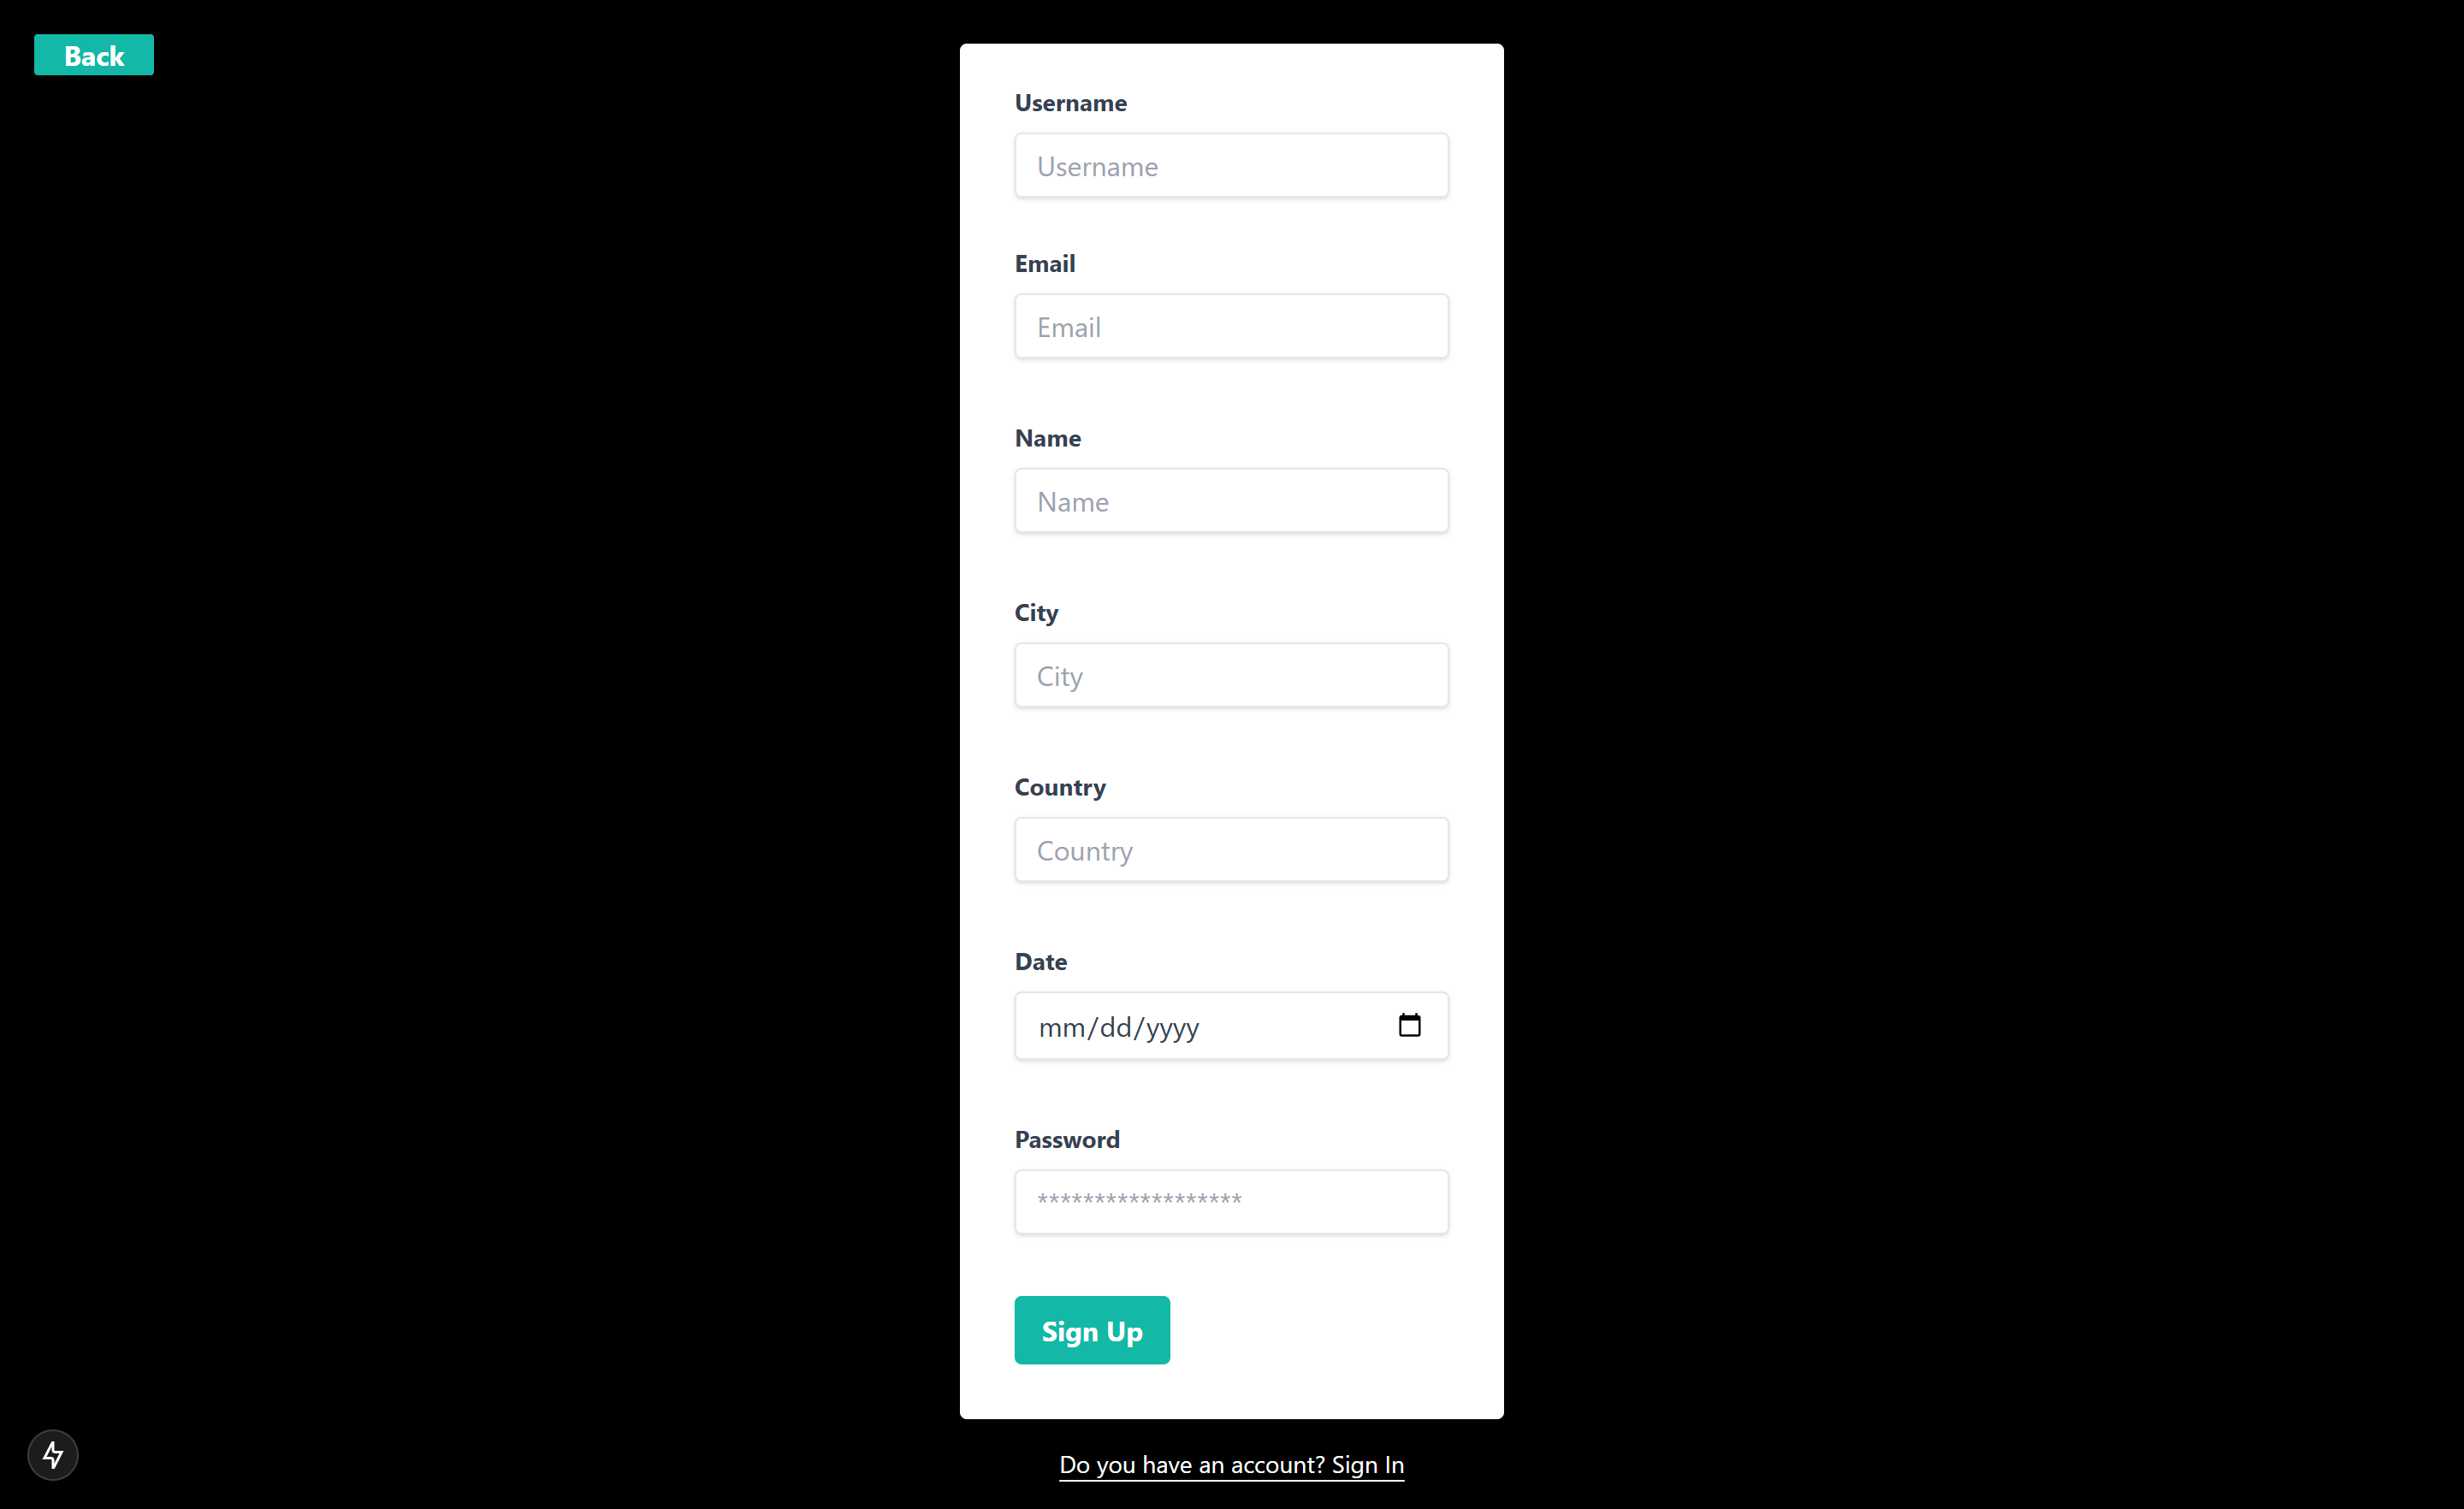 Back
Username
Username
Email
Email
Name
Name
City
City
Country
Country
Date
mm/dd/yyyy
Password
******************
Sign Up
Do you have an account? Sign In